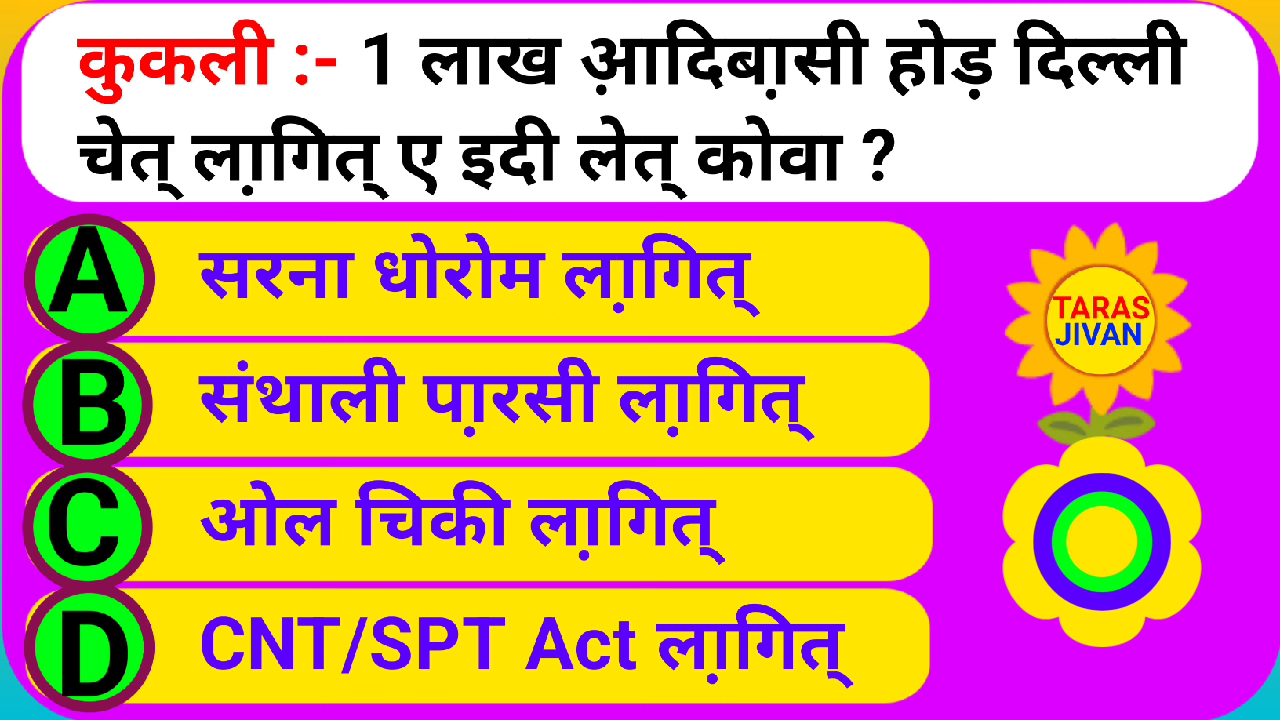 कुकली :- 1 लाख आ़दिबा़सी होड़ दिल्ली
चेत् ला़गित् ए इदी लेत् कोवा ?
A सरना धोरोम ला़गित्
TARAS
JIVAN
B संथाली पा़रसी ला़गित्
C ओल चिकी ला़गित्
D CNT/SPT Act ला़गित्